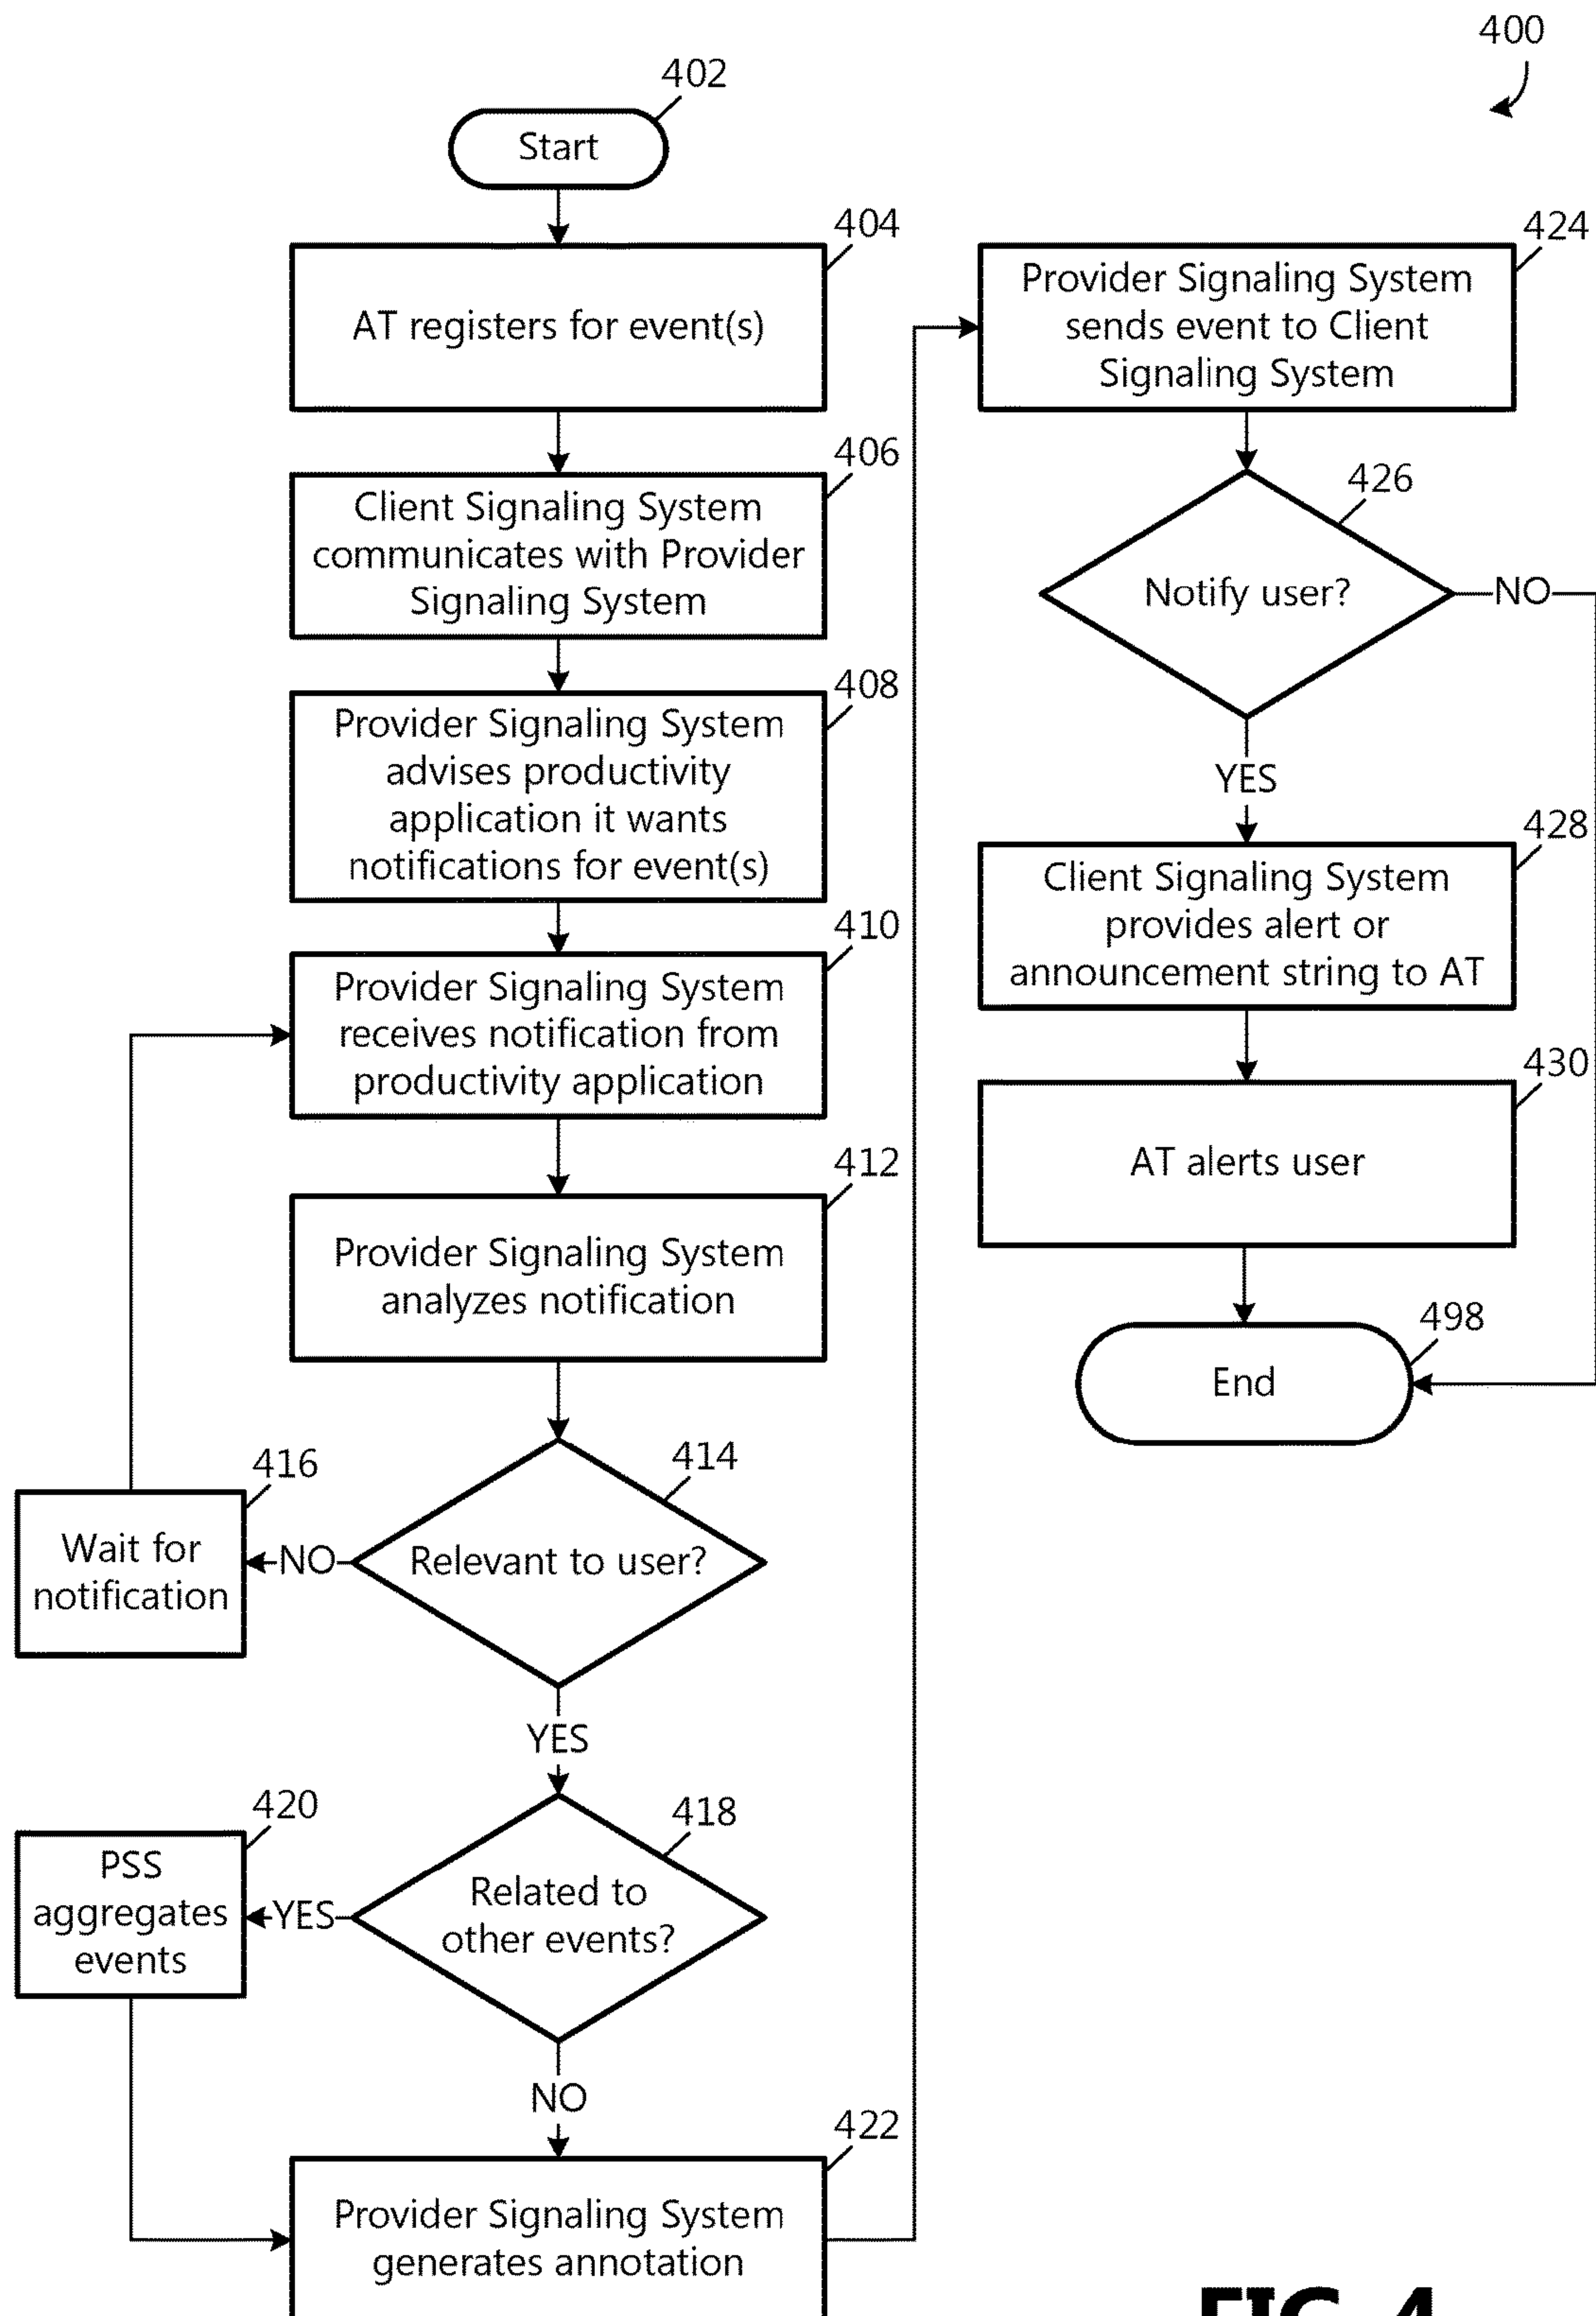 400
402
Start
404
AT registers for event(s)
406
Client Signaling System
communicates with Provider
Signaling System
408
Provider Signaling System
advises productivity
application it wants
notifications for event(s)
410
Provider Signaling System
receives notification from
productivity application
412
Provider Signaling System
analyzes notification
414
Relevant to user?
NO
416
Wait for
notification
YES
418
Related to
other events?
YES
420
PSS
aggregates
events
NO
422
Provider Signaling System
generates annotation
424
Provider Signaling System
sends event to Client
Signaling System
426
Notify user?
NO
YES
428
Client Signaling System
provides alert or
announcement string to AT
430
AT alerts user
498
End
FIG. 4